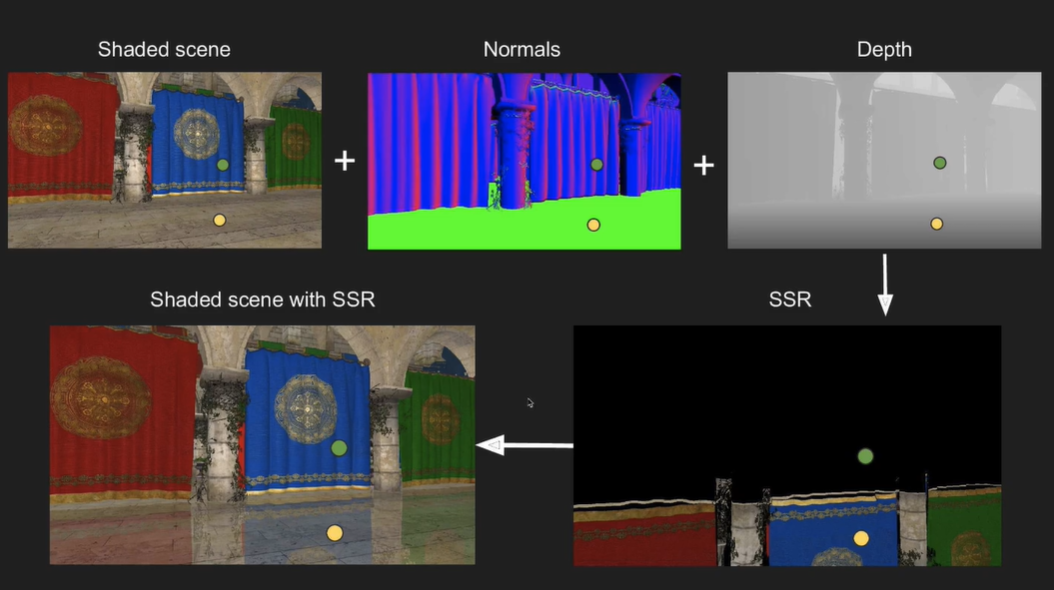 Shaded scene
Normals
Depth
+
+
Shaded scene with SSR
SSR